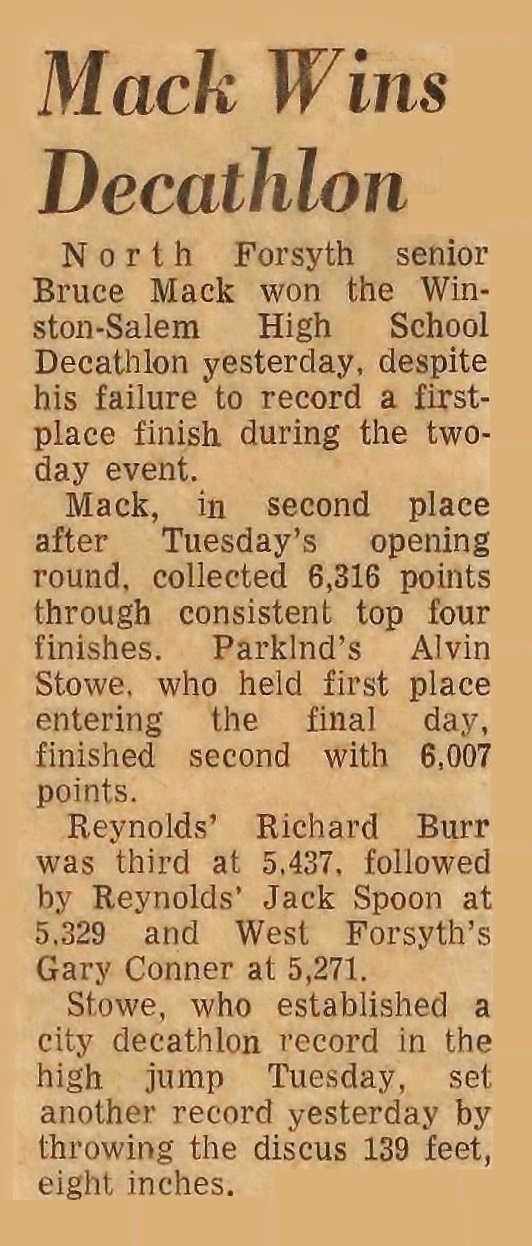 Mack Wins
Decathlon
North Forsyth senior
Bruce Mack won the Win-
ston-Salem High School
Decathlon yesterday, despite
his failure to record a first-
place finish during the two-
day event.
Mack, in second place
after Tuesday's opening
round, collected 6,316 points
through consistent top four
finishes. Parklnd's Alvin
Stowe, who held first place
entering the final day,
finished second with 6,007
points.
Reynolds' Richard Burr
was third at 5,437, followed
by Reynolds' Jack Spoon at
5,329 and West Forsyth's
Gary Conner at 5,271.
Stowe, who established a
city decathlon record in the
high jump Tuesday, set
another record yesterday by
throwing the discus 139 feet,
eight inches.